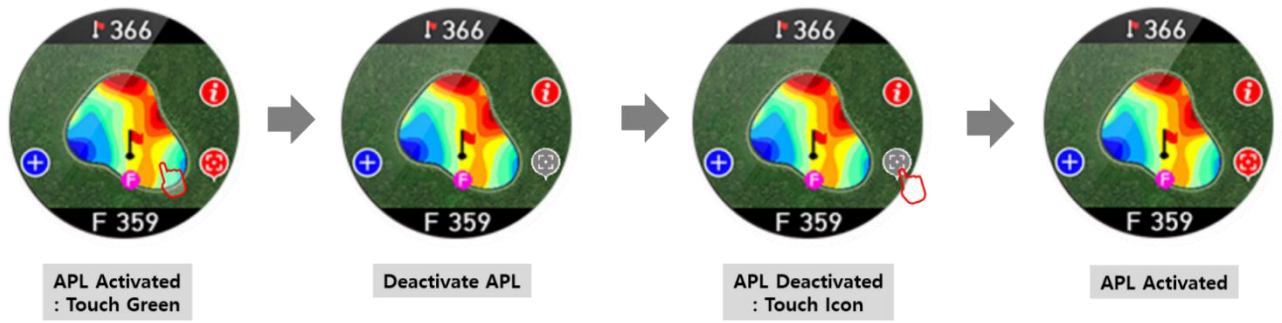 366
i
F
F 359
APL Activated
: Touch Green
366
i
F
F 359
Deactivate APL
366
i
F
F 359
APL Deactivated
: Touch Icon
366
i
F
F 359
APL Activated